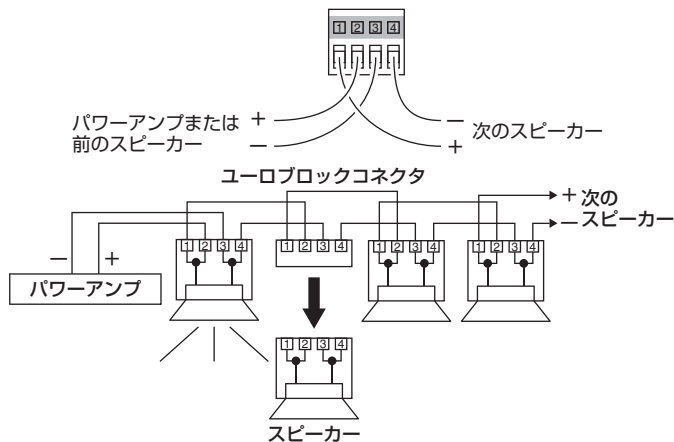 1 2 3 4
パワーアンプまたは
前のスピーカー
+
−
−
+
次のスピーカー
ユーロブロックコネクタ
+ 次の
− スピーカー
− +
パワーアンプ
1 2 3 4
1 2 3 4
1 2 3 4
1 2 3 4
1 2 3 4
スピーカー